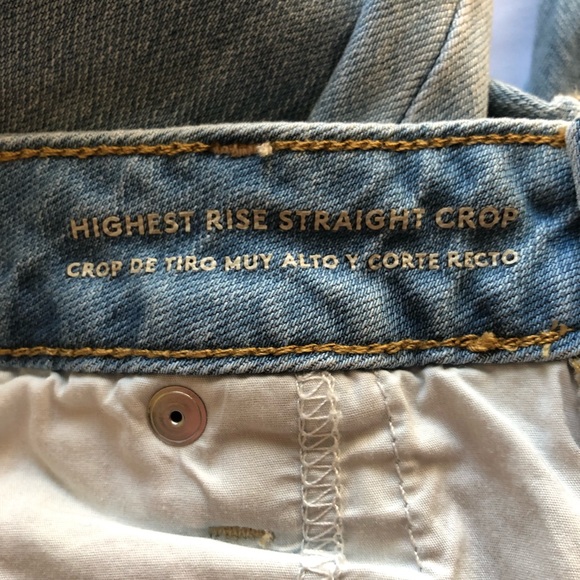 HIGHEST RISE STRAIGHT CROP
CROP DE TIRO MUY ALTO Y CORTE RECTO